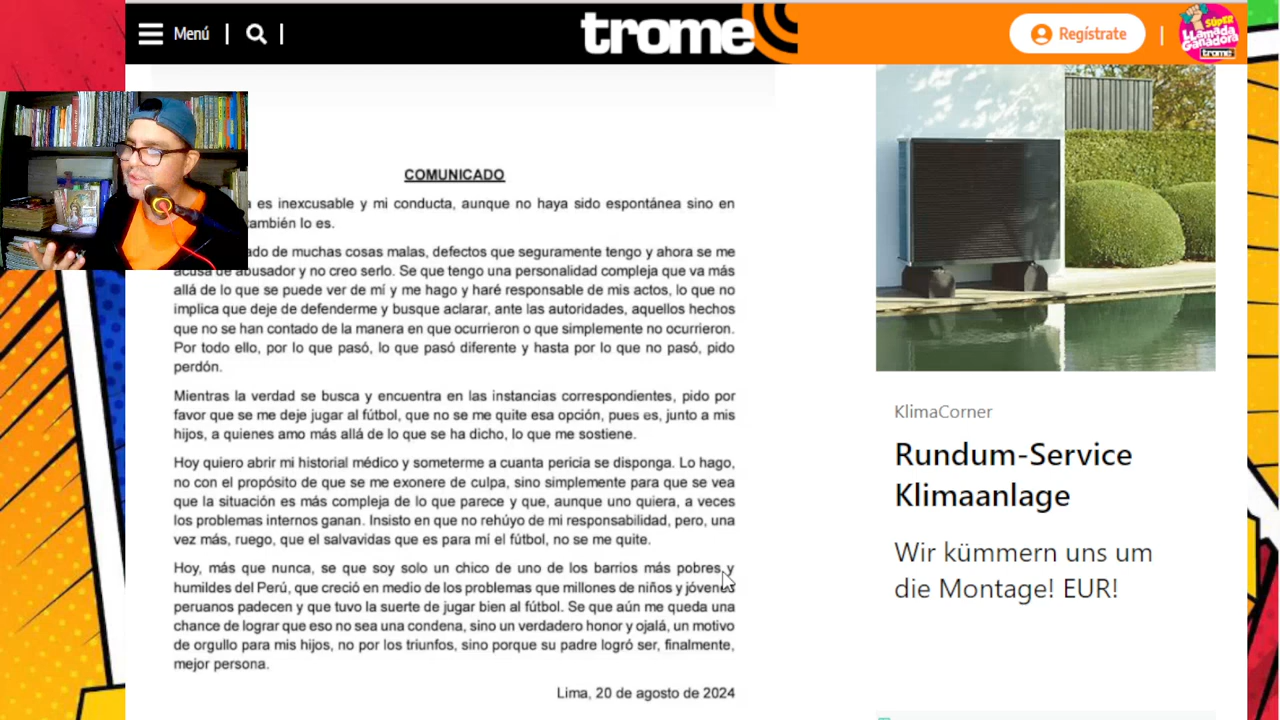 Menú
trome
Regístrate
SÚPER
LLAMADA
GANADORA
trome
COMUNICADO
es inexcusable y mi conducta, aunque no haya sido espontánea sino en
también lo es.
ado de muchas cosas malas, defectos que seguramente tengo y ahora se me
acusa de abusador y no creo serlo. Se que tengo una personalidad compleja que va más
allá de lo que se puede ver de mí y me hago y haré responsable de mis actos, lo que no
implica que deje de defenderme y busque aclarar, ante las autoridades, aquellos hechos
que no se han contado de la manera en que ocurrieron o que simplemente no ocurrieron.
Por todo ello, por lo que pasó, lo que pasó diferente y hasta por lo que no pasó, pido
perdón.
Mientras la verdad se busca y encuentra en las instancias correspondientes, pido por
favor que se me deje jugar al fútbol, que no se me quite esa opción, pues es, junto a mis
hijos, a quienes amo más allá de lo que se ha dicho, lo que me sostiene.
Hoy quiero abrir mi historial médico y someterme a cuanta pericia se disponga. Lo hago,
no con el propósito de que se me exonere de culpa, sino simplemente para que se vea
que la situación es más compleja de lo que parece y que, aunque uno quiera, a veces
los problemas internos ganan. Insisto en que no rehúyo de mi responsabilidad, pero, una
vez más, ruego, que el salvavidas que es para mí el fútbol, no se me quite.
Hoy, más que nunca, se que soy solo un chico de uno de los barrios más pobres y
humildes del Perú, que creció en medio de los problemas que millones de niños y jóvenes
peruanos padecen y que tuvo la suerte de jugar bien al fútbol. Se que aún me queda una
chance de lograr que eso no sea una condena, sino un verdadero honor y ojalá, un motivo
de orgullo para mis hijos, no por los triunfos, sino porque su padre logró ser, finalmente,
mejor persona.
Lima, 20 de agosto de 2024
KlimaCorner
Rundum-Service
Klimaanlage
Wir kümmern uns um
die Montage! EUR!